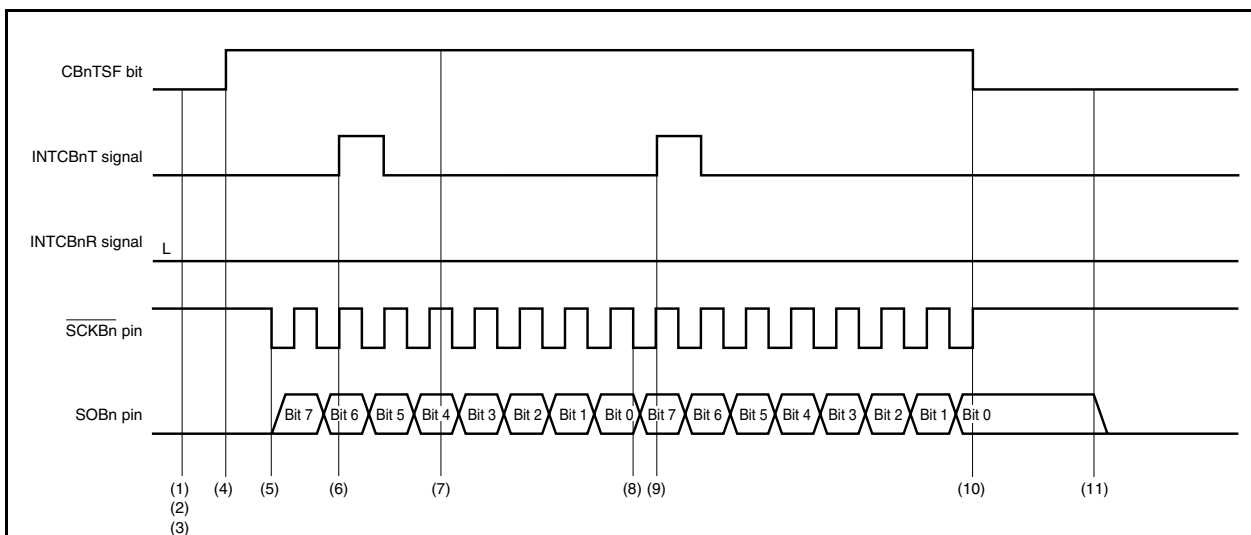 CBnTSF bit
INTCBnT signal
INTCBnR signal
L
SCKBn pin
SOBn pin
Bit 7 Bit 6 Bit 5 Bit 4 Bit 3 Bit 2 Bit 1 Bit 0 Bit 7 Bit 6 Bit 5 Bit 4 Bit 3 Bit 2 Bit 1 Bit 0
(1) (4) (5) (6) (7) (8) (9) (10) (11)
(2)
(3)